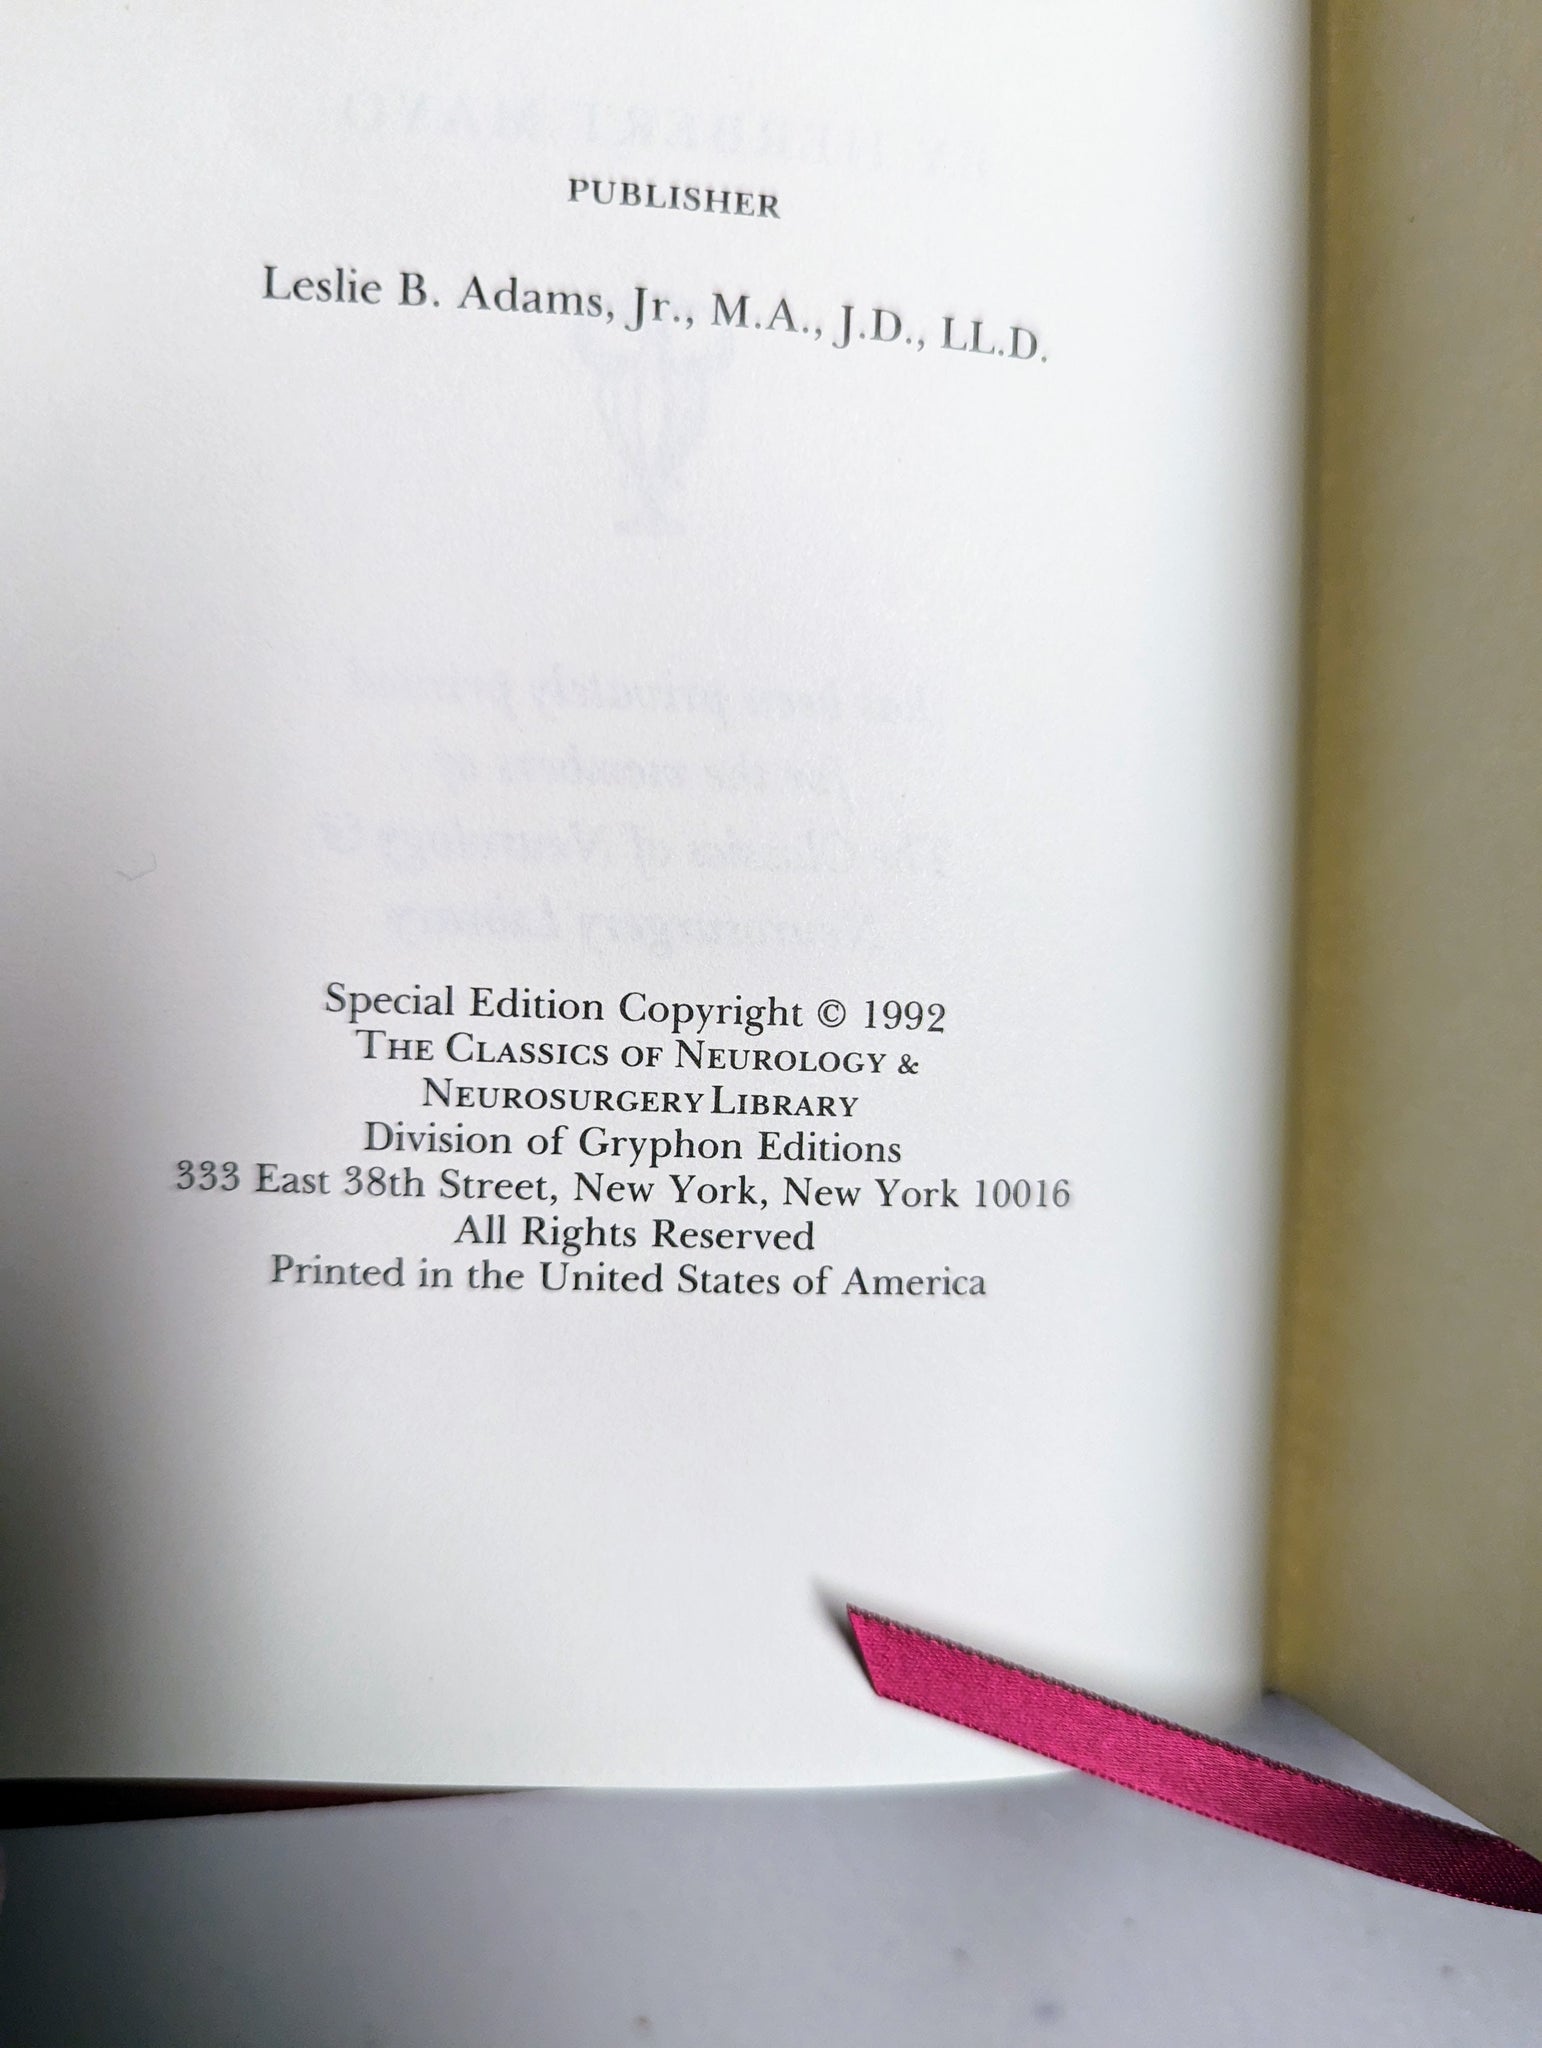 PUBLISHER
Leslie B. Adams, Jr., M.A., J.D., LL.D.
Special Edition Copyright © 1992
THE CLASSICS OF NEUROLOGY &
NEUROSURGERY LIBRARY
Division of Gryphon Editions
333 East 38th Street, New York, New York 10016
All Rights Reserved
Printed in the United States of America